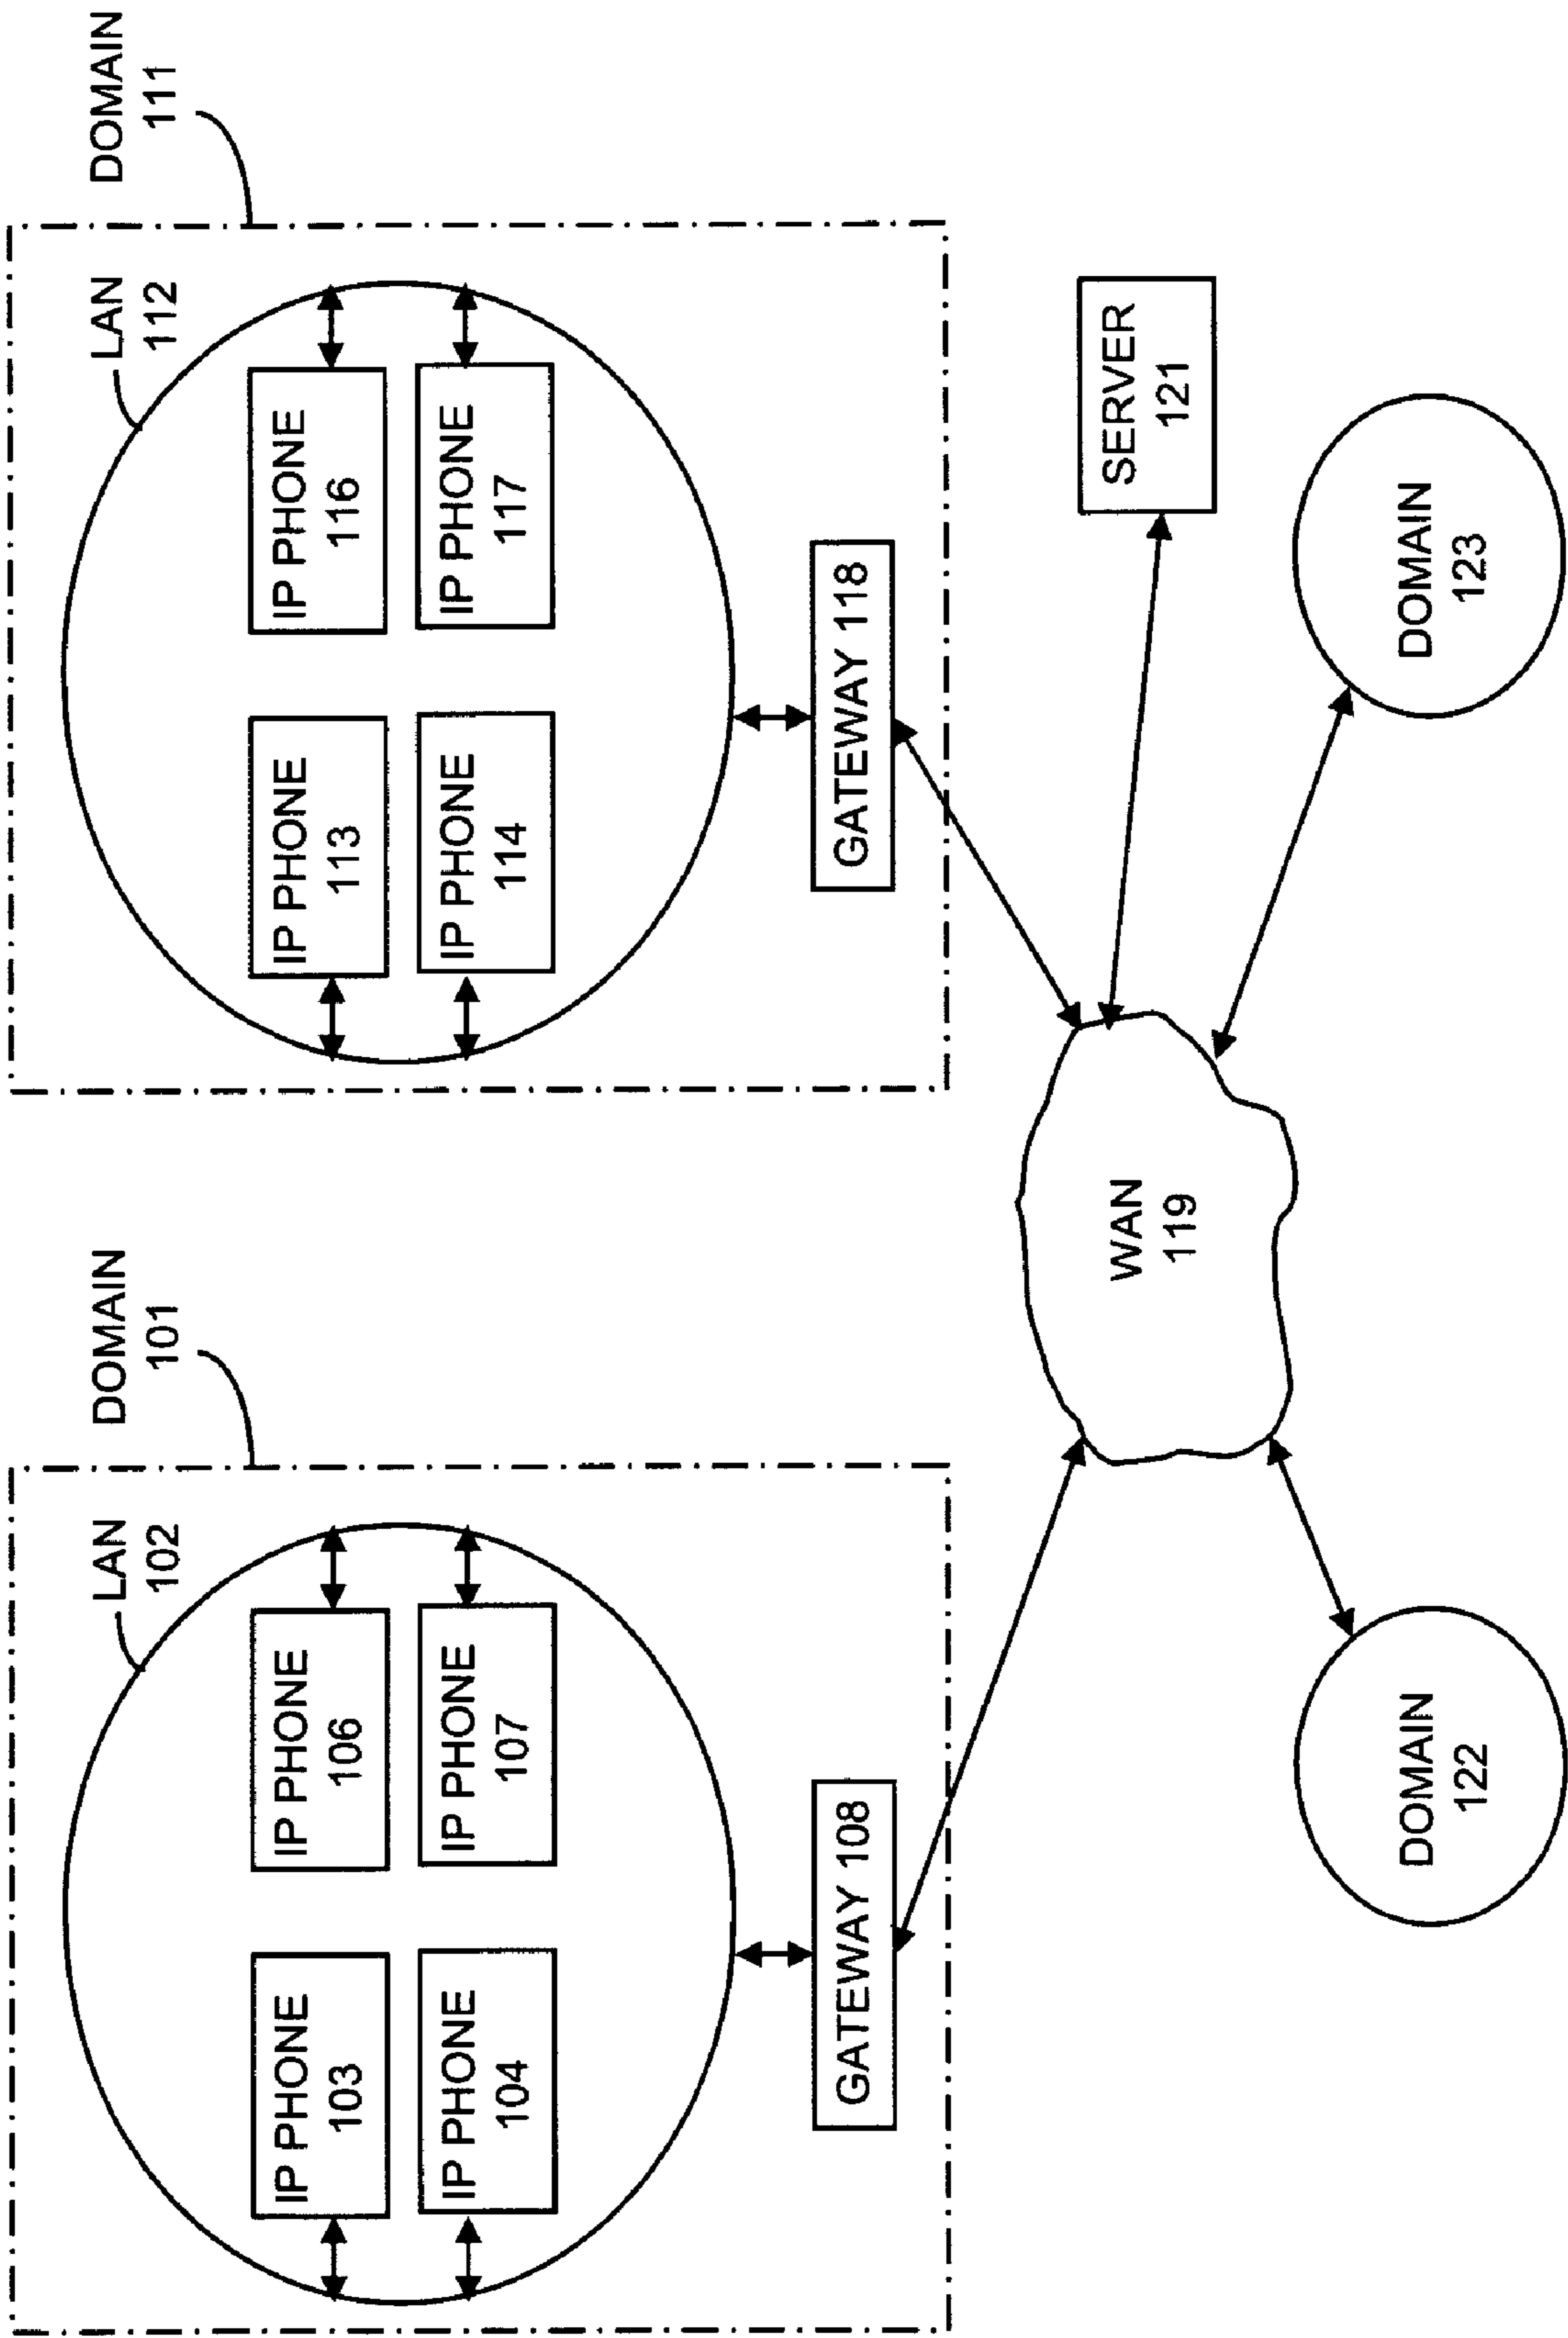 DOMAIN
101
LAN
102
IP PHONE
103
IP PHONE
106
IP PHONE
104
IP PHONE
107
GATEWAY 108
DOMAIN
111
LAN
112
IP PHONE
113
IP PHONE
116
IP PHONE
114
IP PHONE
117
GATEWAY 118
WAN
119
SERVER
121
DOMAIN
122
DOMAIN
123